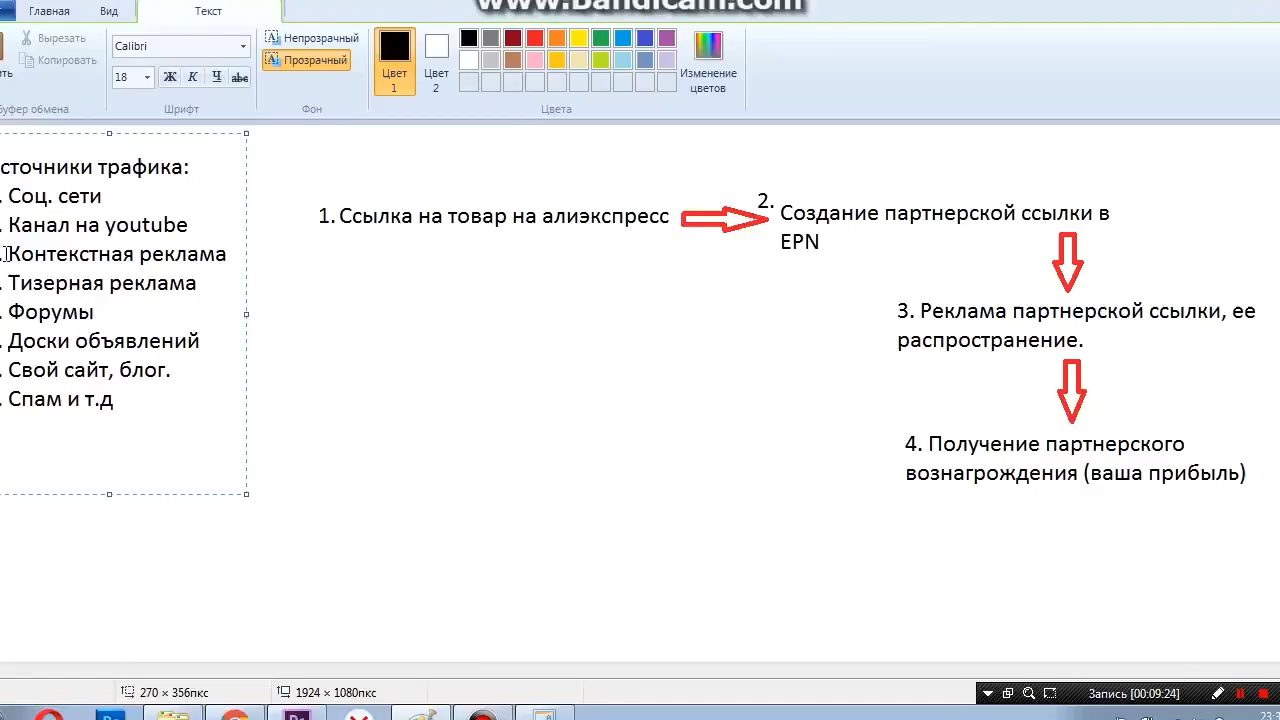 www.Bandicam.com
Главная Вид Текст
Вырезать
Копировать
Calibri
18 Ж К Ч abc
Непрозрачный
Прозрачный
Цвет 1
Цвет 2
Изменение цветов
Шрифт Фон Цвета
сточники трафика:
. Соц. сети
. Канал на youtube
. Контекстная реклама
. Тизерная реклама
. Форумы
. Доски объявлений
. Свой сайт, блог.
. Спам и т.д
1. Ссылка на товар на алиэкспресс
2. Создание партнерской ссылки в
EPN
3. Реклама партнерской ссылки, ее
распространение.
4. Получение партнерского
вознагрождения (ваша прибыль)
270 × 356пкс
1924 × 1080пкс
Запись [00:09:24]